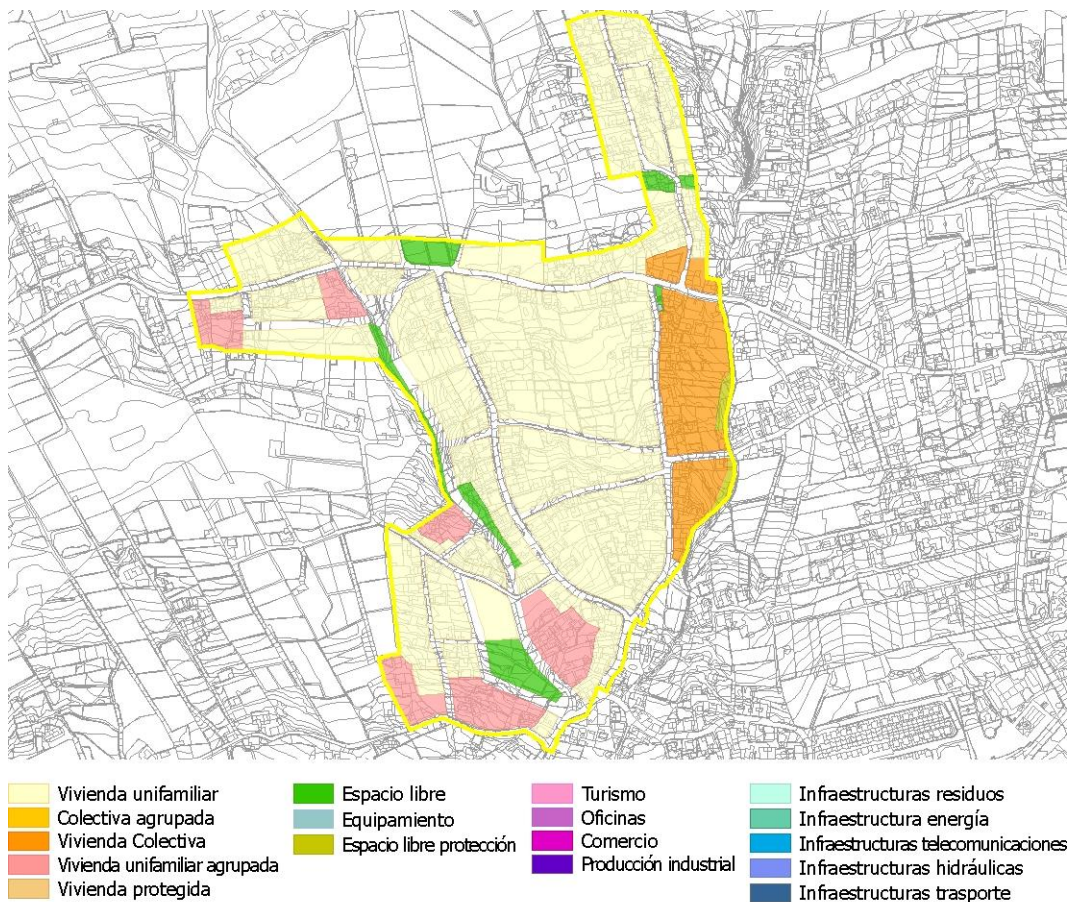 Vivienda unifamiliar
Colectiva agrupada
Vivienda Colectiva
Vivienda unifamiliar agrupada
Vivienda protegida
Espacio libre
Equipamiento
Espacio libre protección
Turismo
Oficinas
Comercio
Producción industrial
Infraestructuras residuos
Infraestructura energía
Infraestructuras telecomunicaciones
Infraestructuras hidráulicas
Infraestructuras trasporte